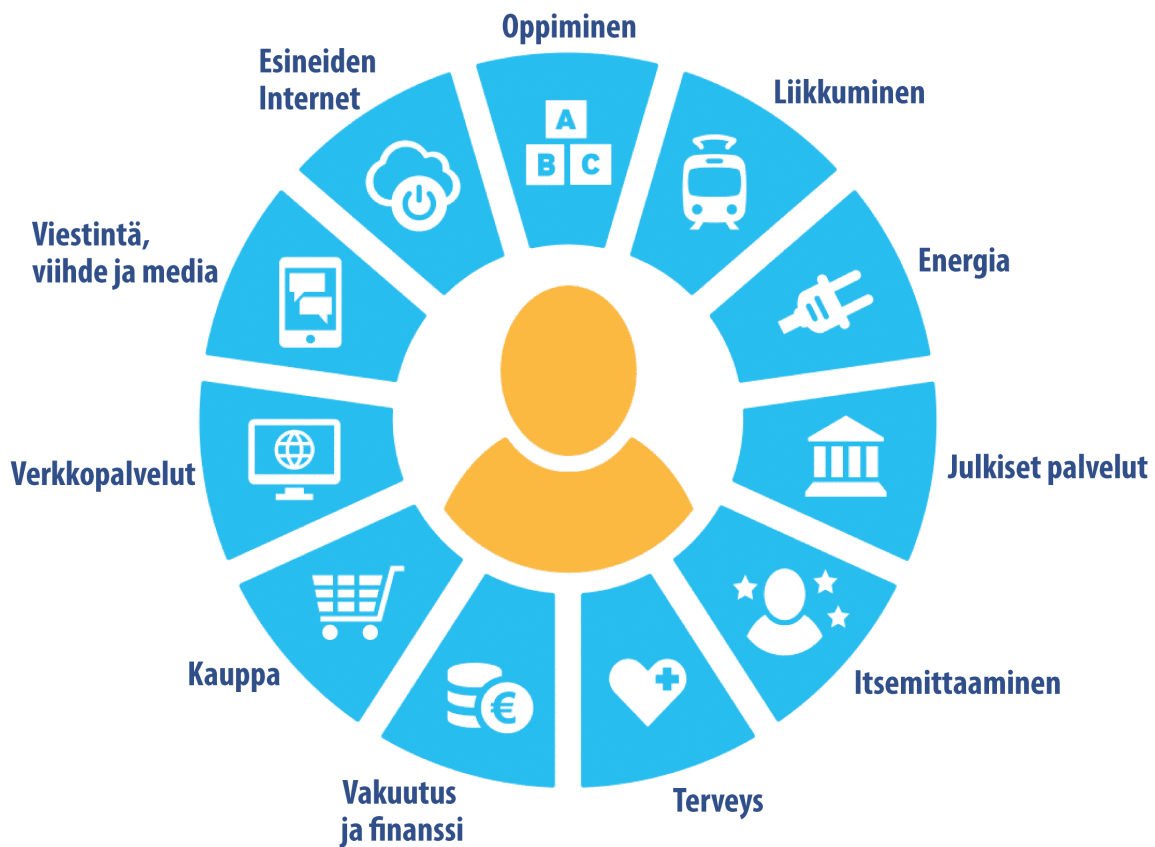 Oppiminen
Esineiden
Internet
Liikkuminen
A
B C
Viestintä,
viihde ja media
Energia
Verkkopalvelut
Julkiset palvelut
Kauppa
Itsemittaaminen
€
Vakuutus
ja finanssi
Terveys